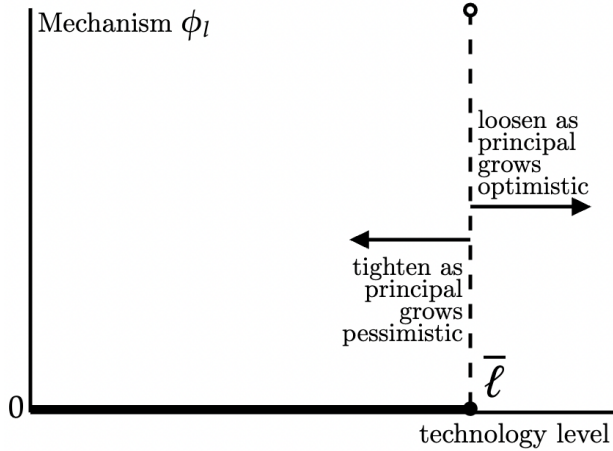 Mechanism ϕ_l
loosen as
principal
grows
optimistic
tighten as
principal
grows
pessimistic
ℓ̅
0
technology level